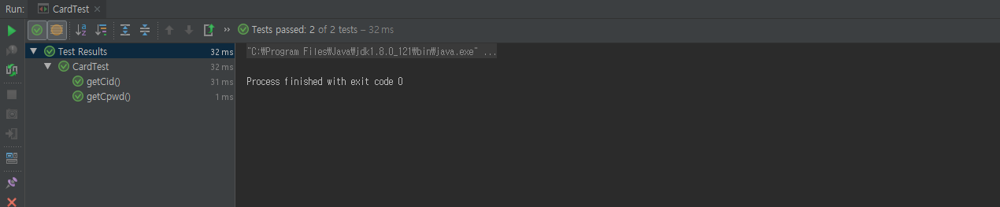 Run: CardTest ×
» Tests passed: 2 of 2 tests – 32 ms
Test Results 32 ms
"C:₩Program Files₩Java₩jdk1.8.0_121₩bin₩java.exe" ...
CardTest 32 ms
getCid() 31 ms
Process finished with exit code 0
getCpwd() 1 ms